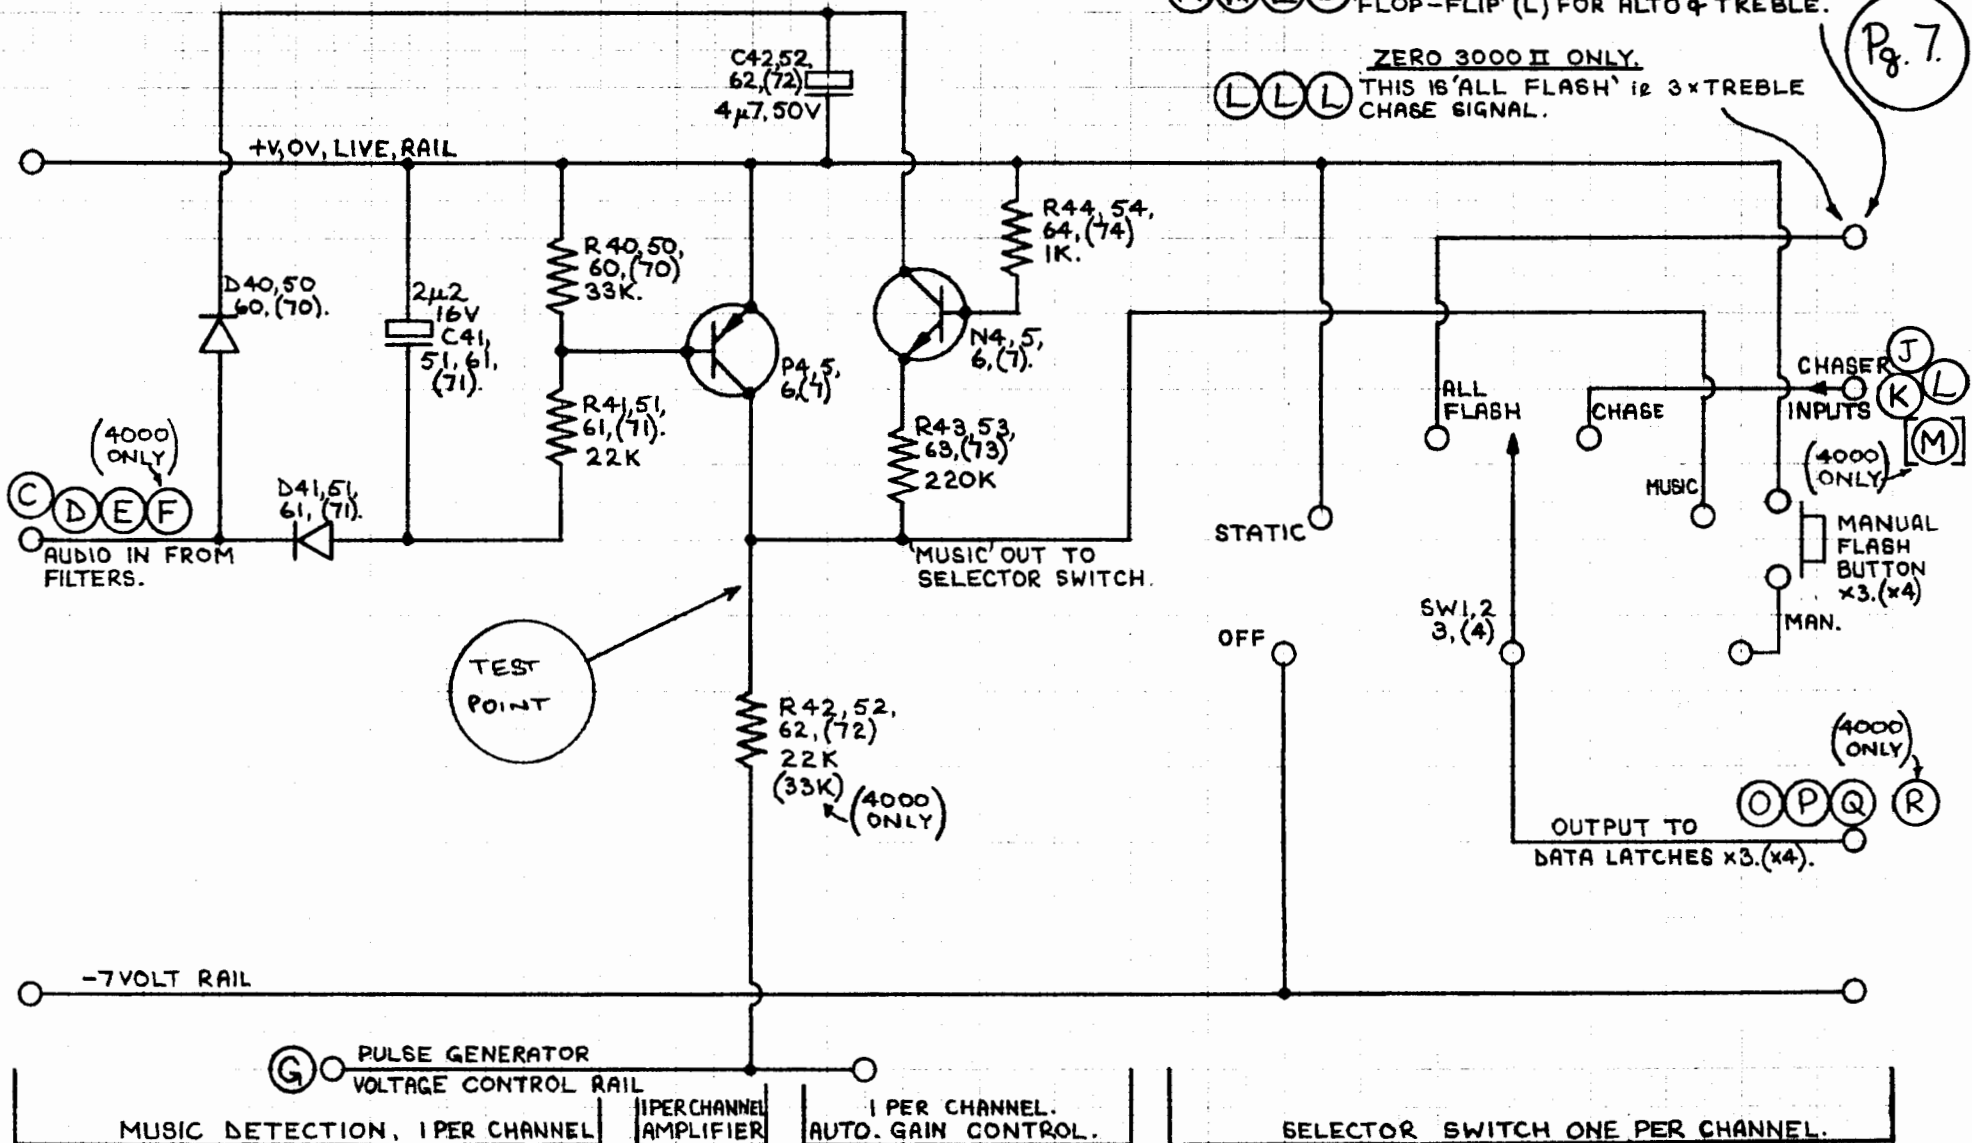 FLOP-FLIP (L) FOR ALTO & TREBLE.
Pg. 7.
ZERO 3000 II ONLY.
L L L
THIS IS 'ALL FLASH' ie 3 x TREBLE
CHASE SIGNAL.
C42,52,
62,(72)
4µ7,50V
+V, 0V, LIVE, RAIL
R44, 54,
64, (74)
1K.
R40,50,
60,(70)
33K.
D40,50
60,(70).
2µ2
16V
C41,
51, 61,
(71).
N4, 5,
6, (7).
P4,5,
6,(7)
CHASER
J
K
L
INPUTS
ALL
FLASH
CHASE
R41,51,
61,(71).
22K
R43,53,
63,(73)
220K
(4000
ONLY)
[M]
(4000
ONLY)
C D E F
D41,51,
61, (71).
MUSIC
STATIC
MANUAL
FLASH
BUTTON
x3.(x4)
AUDIO IN FROM
FILTERS.
'MUSIC' OUT TO
SELECTOR SWITCH.
SW1,2
3,(4)
MAN.
OFF
TEST
POINT
R42,52,
62,(72)
22K
(33K)
(4000
ONLY)
(4000
ONLY)
O P Q R
OUTPUT TO
DATA LATCHES x3.(x4).
-7 VOLT RAIL
G
PULSE GENERATOR
VOLTAGE CONTROL RAIL
MUSIC DETECTION, 1 PER CHANNEL
1 PER CHANNEL
AMPLIFIER
1 PER CHANNEL.
AUTO. GAIN CONTROL.
SELECTOR SWITCH ONE PER CHANNEL.